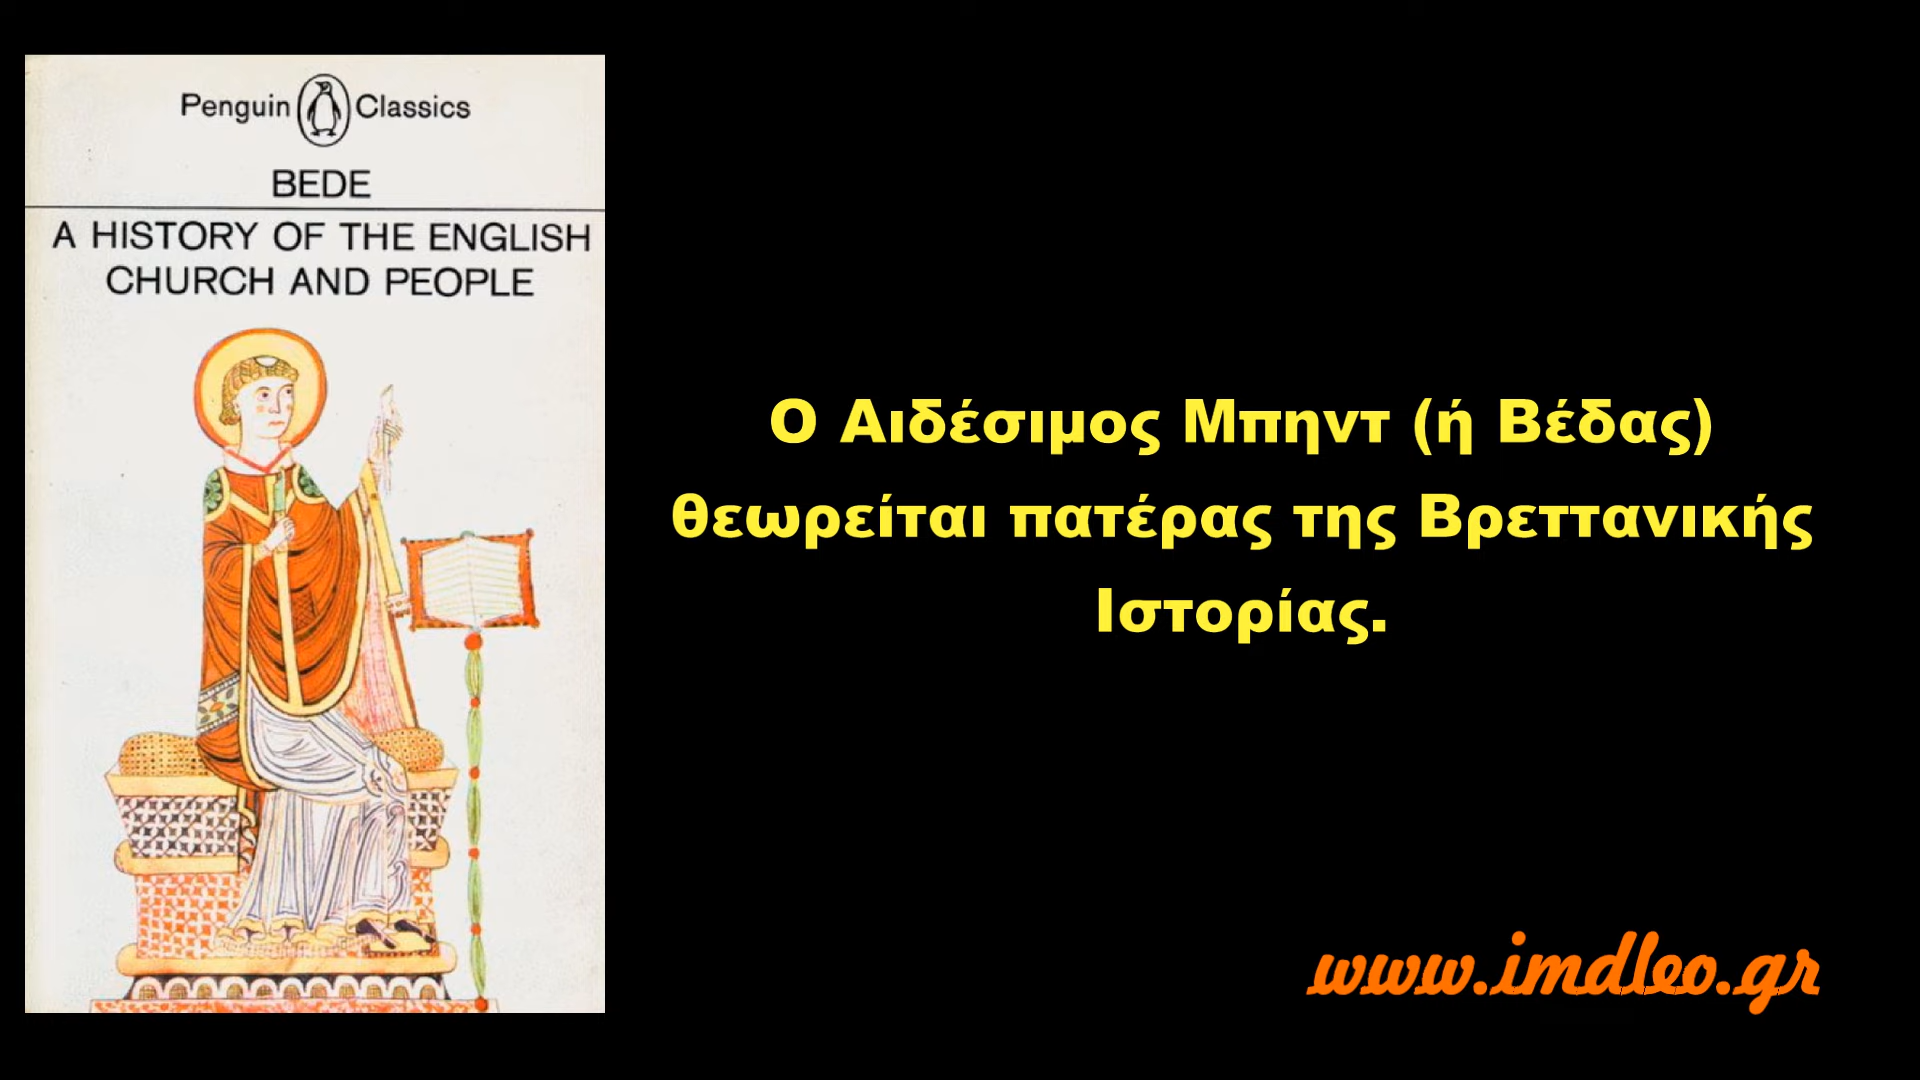 Penguin Classics
BEDE
A HISTORY OF THE ENGLISH
CHURCH AND PEOPLE
Ο Αιδέσιμος Μπηντ (ή Βέδας)
θεωρείται πατέρας της Βρεττανικής
Ιστορίας.
www.imdleo.gr